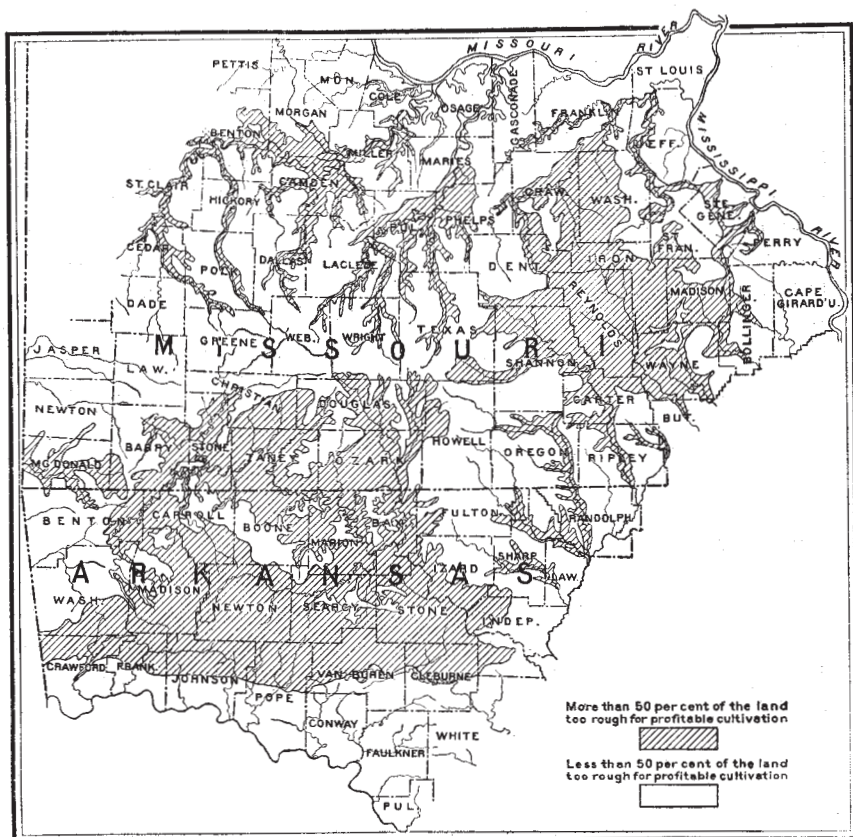 MISSOURI RIVER
PETTIS
MON.
ST LOUIS
COLE
OSAGE
GASCONADE
FRANKL
MORGAN
MISSISSIPPI RIVER
BENTON
JEFF.
MILLER
MARIES
ST CLAIR
CAMDEN
CRAW.
WASH.
STE GENE.
HICKORY
PHELPS
PUL.
ST. FRAN.
PERRY
CEDAR
DALLAS
LACLEDE
DENT
IRON
POLK
REYNOLDS
MADISON
CAPE GIRARD'U.
DADE
BOLLINGER
TEXAS
GREENE
WEB.
WRIGHT
MISSOURI
JASPER
LAW.
SHANNON
WAYNE
CHRISTIAN
DOUGLAS
CARTER
NEWTON
BUT.
HOWELL
BARRY
STONE
TANEY
OZARK
OREGON
RIPLEY
McDONALD
BENTON
CARROLL
BOONE
MARION
BAX.
FULTON
RANDOLPH
SHARP
IZARD
LAW.
ARKANSAS
WASH.
MADISON
NEWTON
SEARCY
STONE
INDEP.
CRAWFORD
FRANK
JOHNSON
VAN BUREN
CLEBURNE
POPE
CONWAY
WHITE
FAULKNER
PUL.
More than 50 per cent of the land
too rough for profitable cultivation
Less than 50 per cent of the land
too rough for profitable cultivation